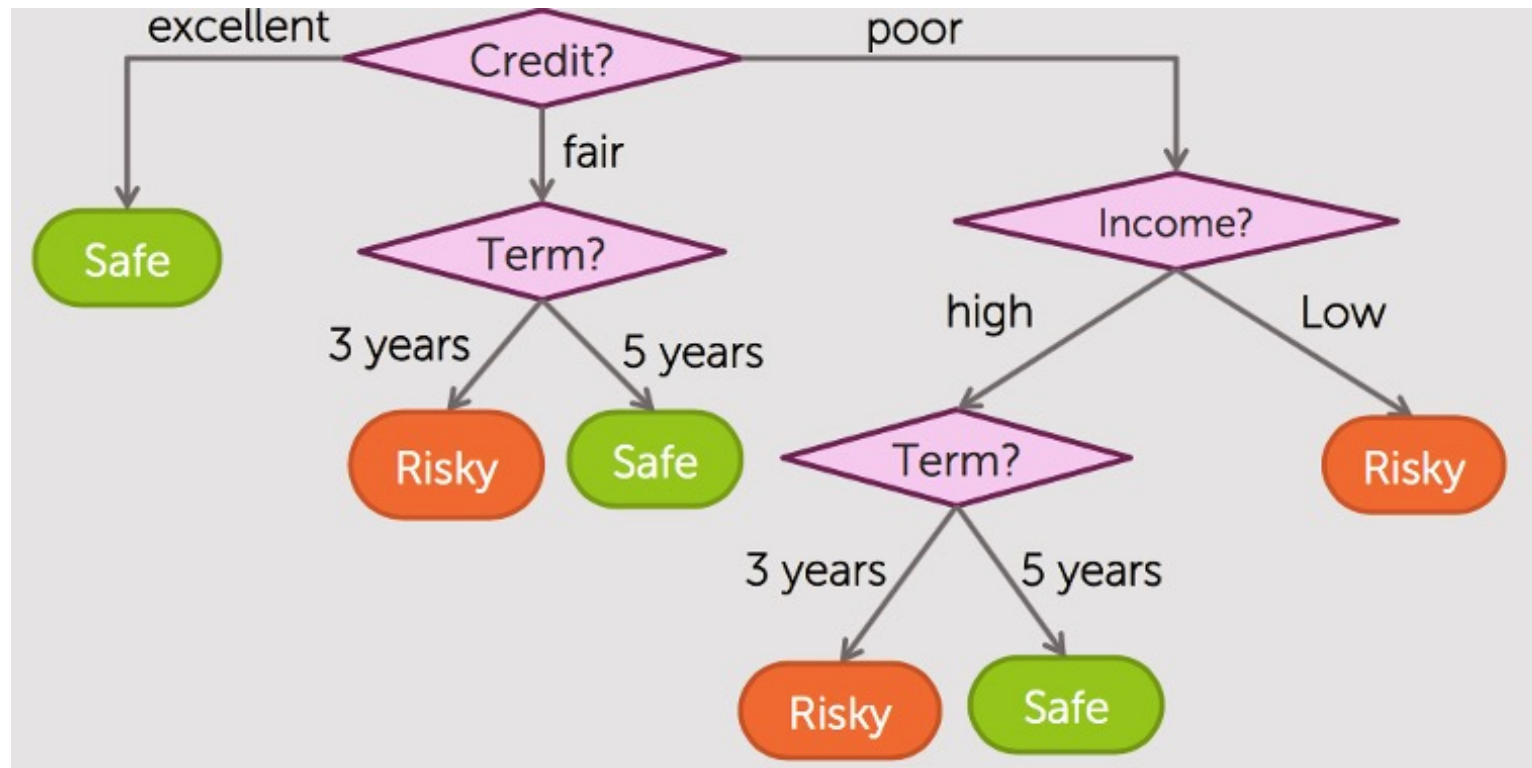 excellent
Credit?
poor
fair
Safe
Term?
Income?
3 years
5 years
high
Low
Risky
Safe
Term?
Risky
3 years
5 years
Risky
Safe